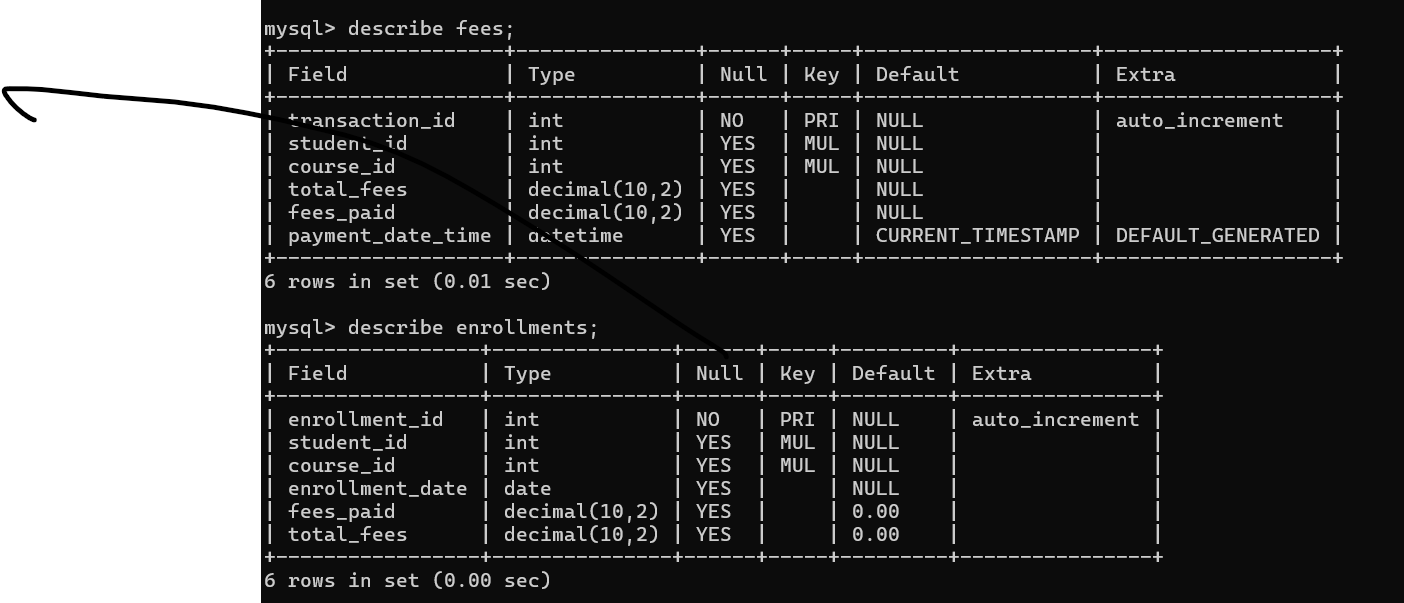 mysql> describe fees;
+-------------------+---------------+------+-----+-------------------+-------------------+
| Field             | Type          | Null | Key | Default           | Extra             |
+-------------------+---------------+------+-----+-------------------+-------------------+
| transaction_id    | int           | NO   | PRI | NULL              | auto_increment    |
| student_id        | int           | YES  | MUL | NULL              |                   |
| course_id         | int           | YES  | MUL | NULL              |                   |
| total_fees        | decimal(10,2) | YES  |     | NULL              |                   |
| fees_paid         | decimal(10,2) | YES  |     | NULL              |                   |
| payment_date_time | datetime      | YES  |     | CURRENT_TIMESTAMP | DEFAULT_GENERATED |
+-------------------+---------------+------+-----+-------------------+-------------------+
6 rows in set (0.01 sec)
mysql> describe enrollments;
+-----------------+---------------+------+-----+---------+----------------+
| Field           | Type          | Null | Key | Default | Extra          |
+-----------------+---------------+------+-----+---------+----------------+
| enrollment_id   | int           | NO   | PRI | NULL    | auto_increment |
| student_id      | int           | YES  | MUL | NULL    |                |
| course_id       | int           | YES  | MUL | NULL    |                |
| enrollment_date | date          | YES  |     | NULL    |                |
| fees_paid       | decimal(10,2) | YES  |     | 0.00    |                |
| total_fees      | decimal(10,2) | YES  |     | 0.00    |                |
+-----------------+---------------+------+-----+---------+----------------+
6 rows in set (0.00 sec)